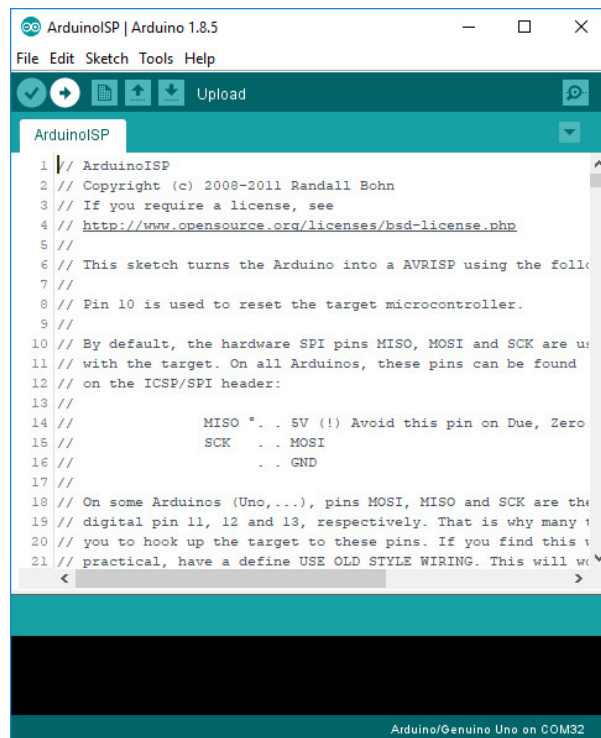 ArduinoISP | Arduino 1.8.5
File Edit Sketch Tools Help
Upload
ArduinoISP
1 // ArduinoISP
2 // Copyright (c) 2008-2011 Randall Bohn
3 // If you require a license, see
4 // http://www.opensource.org/licenses/bsd-license.php
5 //
6 // This sketch turns the Arduino into a AVRISP using the follo
7 //
8 // Pin 10 is used to reset the target microcontroller.
9 //
10 // By default, the hardware SPI pins MISO, MOSI and SCK are us
11 // with the target. On all Arduinos, these pins can be found
12 // on the ICSP/SPI header:
13 //
14 // MISO °. . 5V (!) Avoid this pin on Due, Zero
15 // SCK . . MOSI
16 // . . GND
17 //
18 // On some Arduinos (Uno,...), pins MOSI, MISO and SCK are the
19 // digital pin 11, 12 and 13, respectively. That is why many t
20 // you to hook up the target to these pins. If you find this w
21 // practical, have a define USE OLD STYLE WIRING. This will wo
Arduino/Genuino Uno on COM32